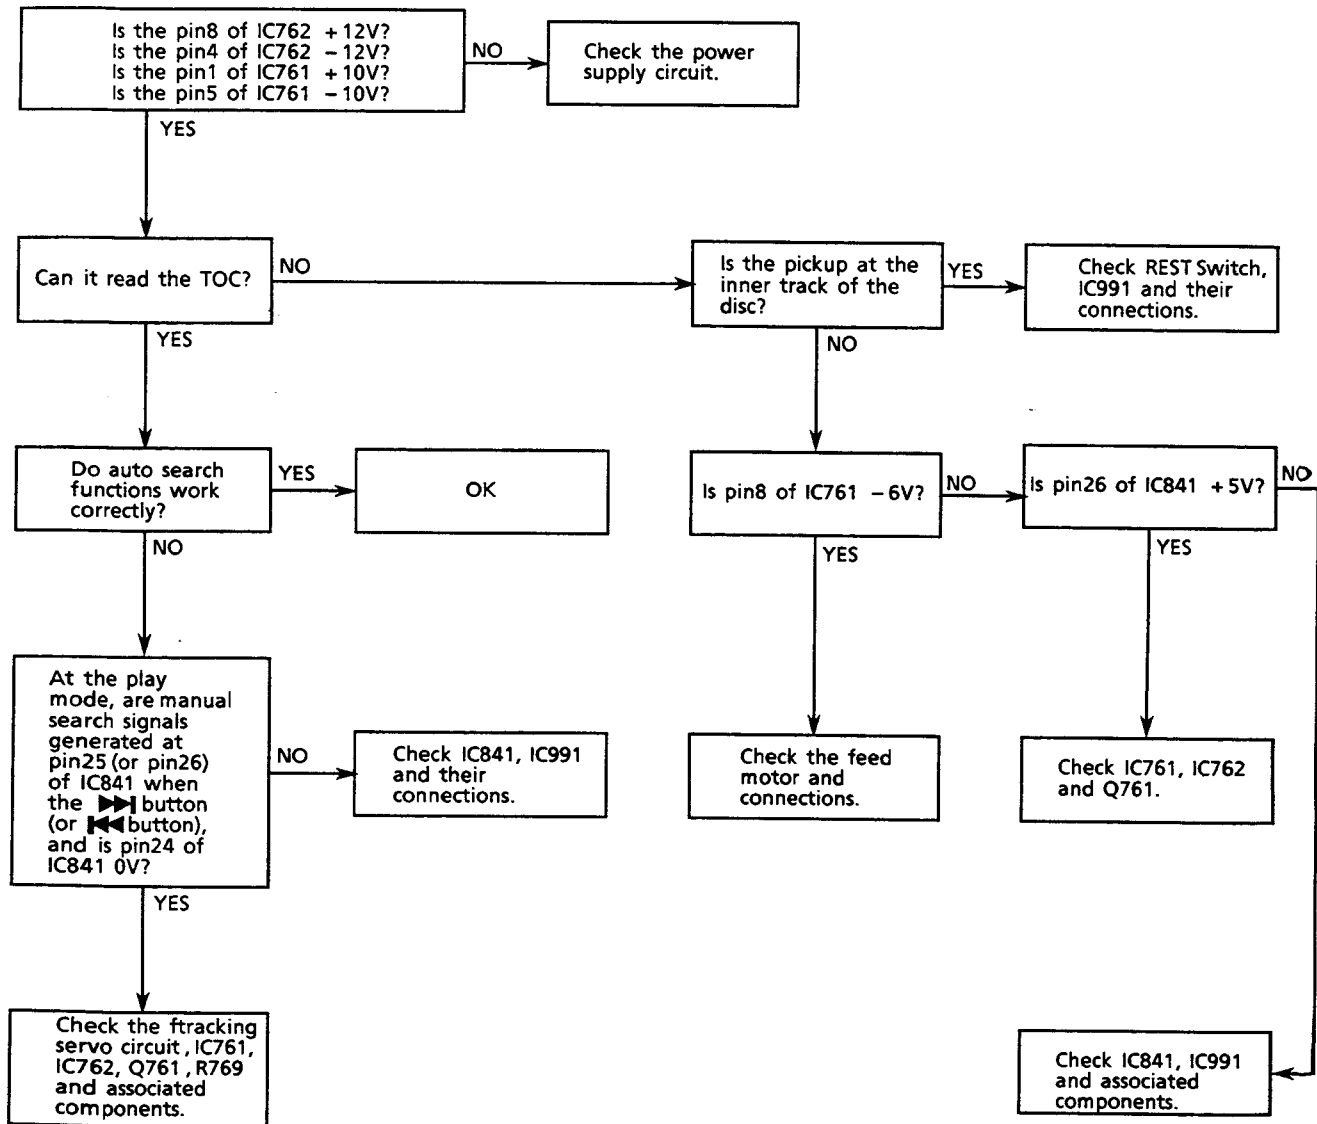 Is the pin8 of IC762 +12V?
Is the pin4 of IC762 -12V?
Is the pin1 of IC761 +10V?
Is the pin5 of IC761 -10V?
NO
Check the power
supply circuit.
YES
Can it read the TOC?
NO
Is the pickup at the
inner track of the
disc?
YES
Check REST Switch,
IC991 and their
connections.
YES
NO
Do auto search
functions work
correctly?
YES
OK
Is pin8 of IC761 -6V?
NO
Is pin26 of IC841 +5V?
NO
NO
YES
YES
At the play
mode, are manual
search signals
generated at
pin25 (or pin26)
of IC841 when
the ▶▶| button
(or |◀◀ button),
and is pin24 of
IC841 0V?
NO
Check IC841, IC991
and their
connections.
Check the feed
motor and
connections.
Check IC761, IC762
and Q761.
YES
Check the ftracking
servo circuit, IC761,
IC762, Q761, R769
and associated
components.
Check IC841, IC991
and associated
components.